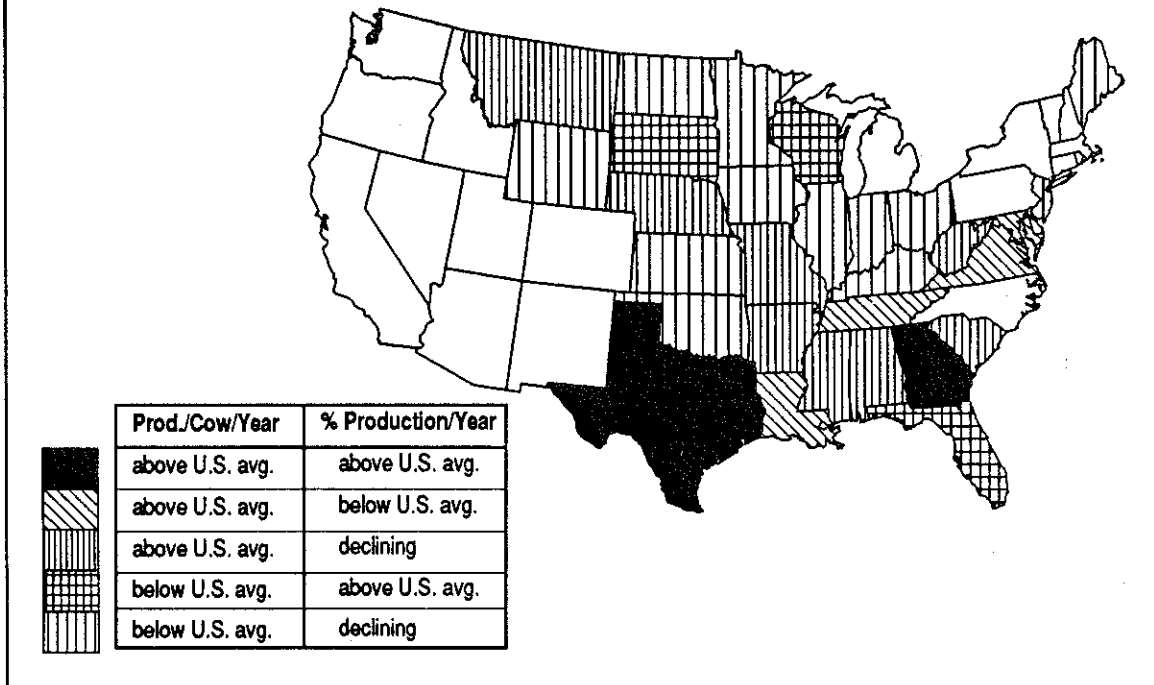 Prod./Cow/Year % Production/Year
above U.S. avg. above U.S. avg.
above U.S. avg. below U.S. avg.
above U.S. avg. declining
below U.S. avg. above U.S. avg.
below U.S. avg. declining